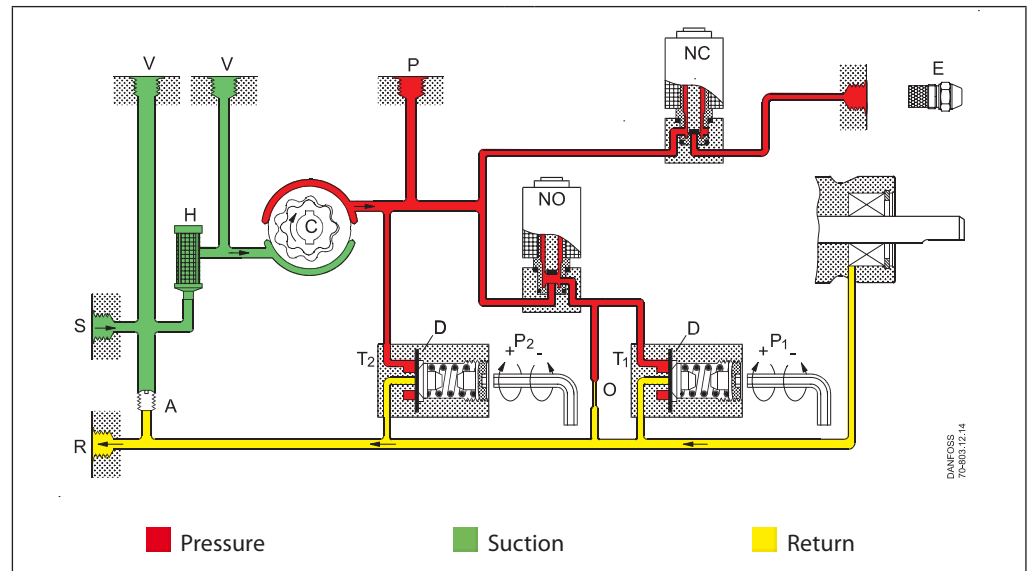 NC
V V P E
H NO
C
S
D D
T2 + P2 - T1 + P1 -
O
A
R
DANFOSS
70-803.12.14
Pressure Suction Return